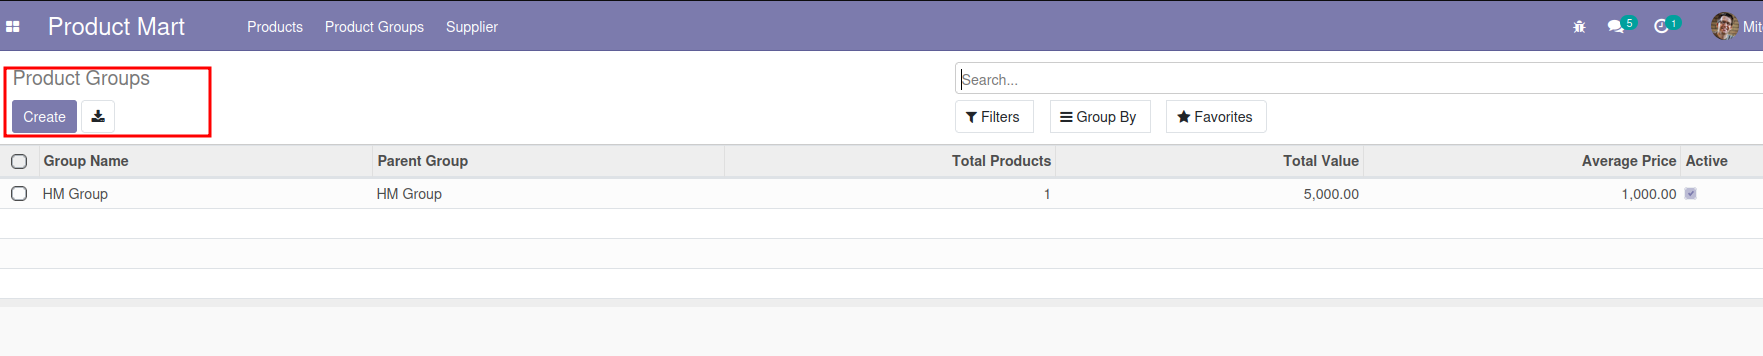 Product Mart Products Product Groups Supplier 5 1 Mit
Product Groups
Search...
Create Filters Group By Favorites
Group Name Parent Group Total Products Total Value Average Price Active
HM Group HM Group 1 5,000.00 1,000.00